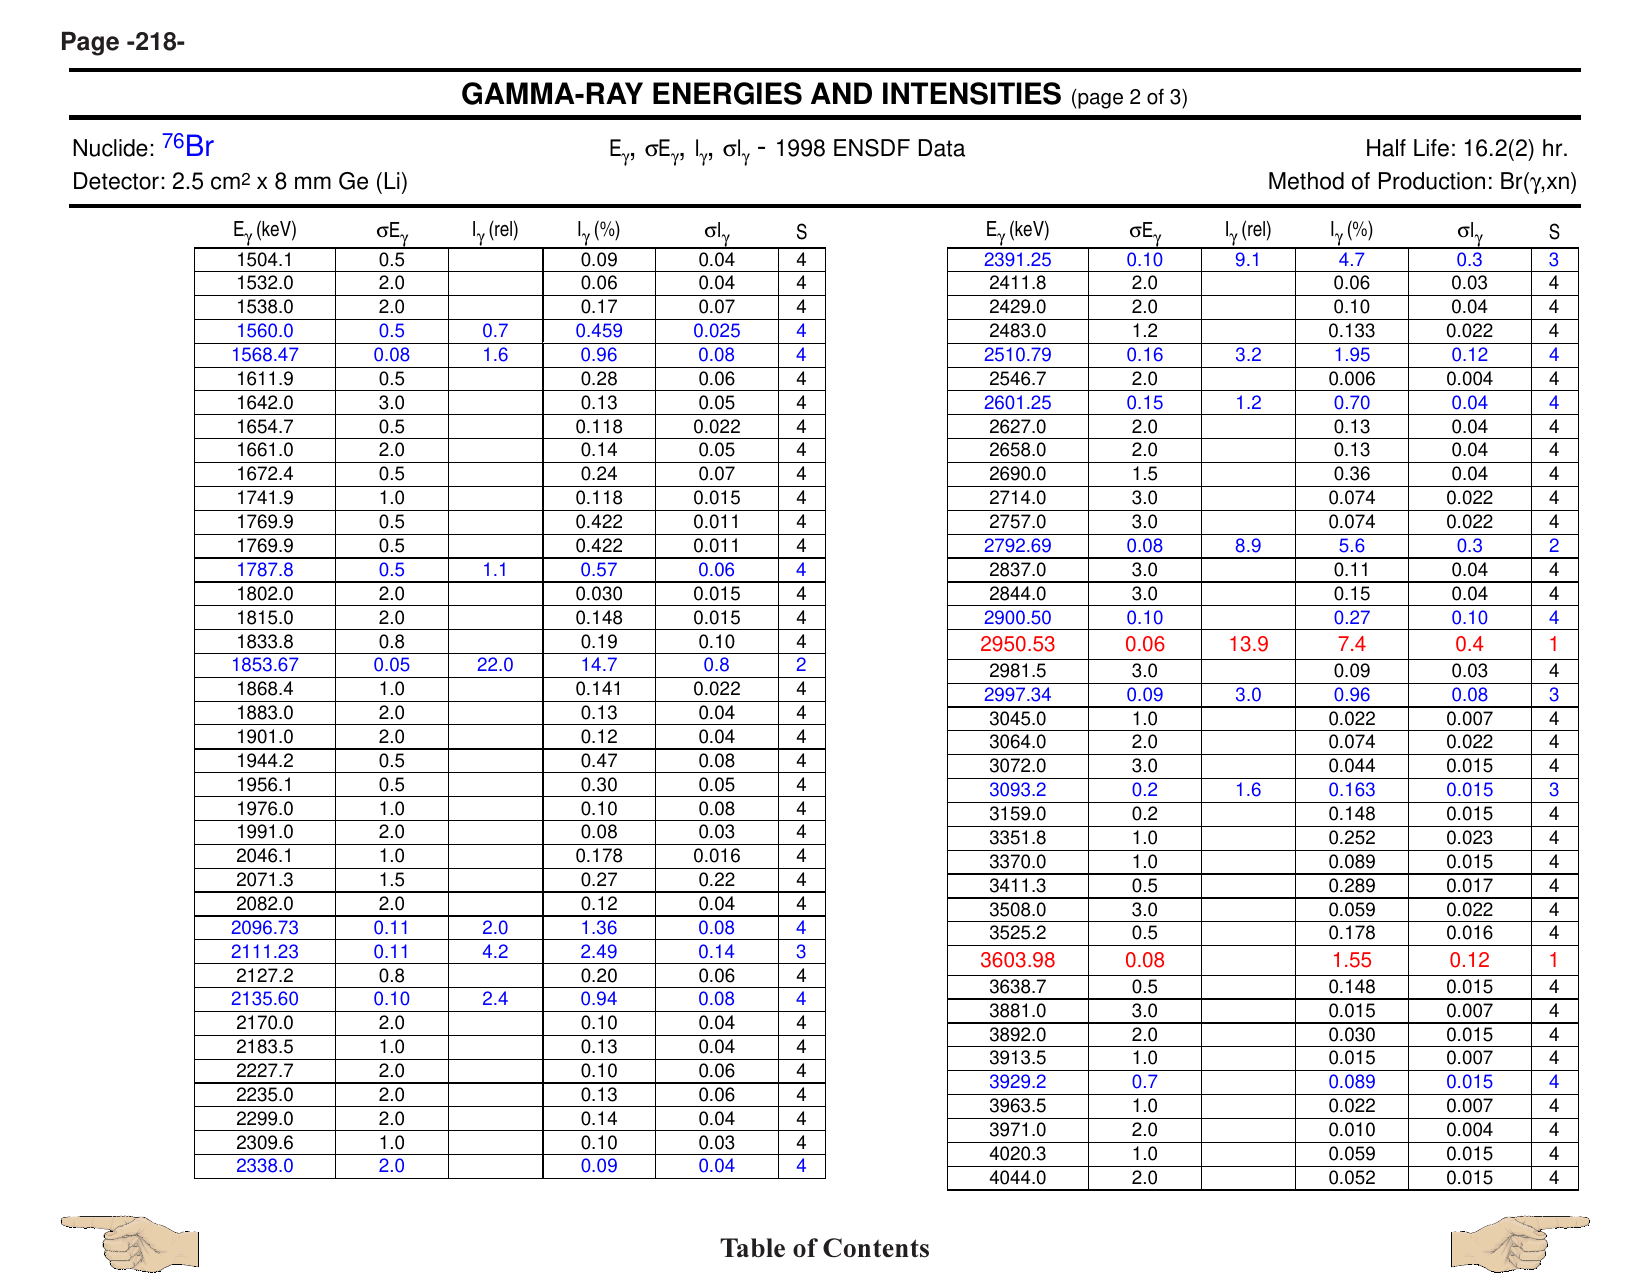 Page -218-
GAMMA-RAY ENERGIES AND INTENSITIES (page 2 of 3)
Nuclide: 76Br Eγ, σEγ, Iγ, σIγ - 1998 ENSDF Data Half Life: 16.2(2) hr.
Detector: 2.5 cm2 x 8 mm Ge (Li) Method of Production: Br(γ,xn)
Eγ (keV) σEγ Iγ (rel) Iγ (%) σIγ S
1504.1 0.5 0.09 0.04 4
1532.0 2.0 0.06 0.04 4
1538.0 2.0 0.17 0.07 4
1560.0 0.5 0.7 0.459 0.025 4
1568.47 0.08 1.6 0.96 0.08 4
1611.9 0.5 0.28 0.06 4
1642.0 3.0 0.13 0.05 4
1654.7 0.5 0.118 0.022 4
1661.0 2.0 0.14 0.05 4
1672.4 0.5 0.24 0.07 4
1741.9 1.0 0.118 0.015 4
1769.9 0.5 0.422 0.011 4
1769.9 0.5 0.422 0.011 4
1787.8 0.5 1.1 0.57 0.06 4
1802.0 2.0 0.030 0.015 4
1815.0 2.0 0.148 0.015 4
1833.8 0.8 0.19 0.10 4
1853.67 0.05 22.0 14.7 0.8 2
1868.4 1.0 0.141 0.022 4
1883.0 2.0 0.13 0.04 4
1901.0 2.0 0.12 0.04 4
1944.2 0.5 0.47 0.08 4
1956.1 0.5 0.30 0.05 4
1976.0 1.0 0.10 0.08 4
1991.0 2.0 0.08 0.03 4
2046.1 1.0 0.178 0.016 4
2071.3 1.5 0.27 0.22 4
2082.0 2.0 0.12 0.04 4
2096.73 0.11 2.0 1.36 0.08 4
2111.23 0.11 4.2 2.49 0.14 3
2127.2 0.8 0.20 0.06 4
2135.60 0.10 2.4 0.94 0.08 4
2170.0 2.0 0.10 0.04 4
2183.5 1.0 0.13 0.04 4
2227.7 2.0 0.10 0.06 4
2235.0 2.0 0.13 0.06 4
2299.0 2.0 0.14 0.04 4
2309.6 1.0 0.10 0.03 4
2338.0 2.0 0.09 0.04 4
Eγ (keV) σEγ Iγ (rel) Iγ (%) σIγ S
2391.25 0.10 9.1 4.7 0.3 3
2411.8 2.0 0.06 0.03 4
2429.0 2.0 0.10 0.04 4
2483.0 1.2 0.133 0.022 4
2510.79 0.16 3.2 1.95 0.12 4
2546.7 2.0 0.006 0.004 4
2601.25 0.15 1.2 0.70 0.04 4
2627.0 2.0 0.13 0.04 4
2658.0 2.0 0.13 0.04 4
2690.0 1.5 0.36 0.04 4
2714.0 3.0 0.074 0.022 4
2757.0 3.0 0.074 0.022 4
2792.69 0.08 8.9 5.6 0.3 2
2837.0 3.0 0.11 0.04 4
2844.0 3.0 0.15 0.04 4
2900.50 0.10 0.27 0.10 4
2950.53 0.06 13.9 7.4 0.4 1
2981.5 3.0 0.09 0.03 4
2997.34 0.09 3.0 0.96 0.08 3
3045.0 1.0 0.022 0.007 4
3064.0 2.0 0.074 0.022 4
3072.0 3.0 0.044 0.015 4
3093.2 0.2 1.6 0.163 0.015 3
3159.0 0.2 0.148 0.015 4
3351.8 1.0 0.252 0.023 4
3370.0 1.0 0.089 0.015 4
3411.3 0.5 0.289 0.017 4
3508.0 3.0 0.059 0.022 4
3525.2 0.5 0.178 0.016 4
3603.98 0.08 1.55 0.12 1
3638.7 0.5 0.148 0.015 4
3881.0 3.0 0.015 0.007 4
3892.0 2.0 0.030 0.015 4
3913.5 1.0 0.015 0.007 4
3929.2 0.7 0.089 0.015 4
3963.5 1.0 0.022 0.007 4
3971.0 2.0 0.010 0.004 4
4020.3 1.0 0.059 0.015 4
4044.0 2.0 0.052 0.015 4
Table of Contents